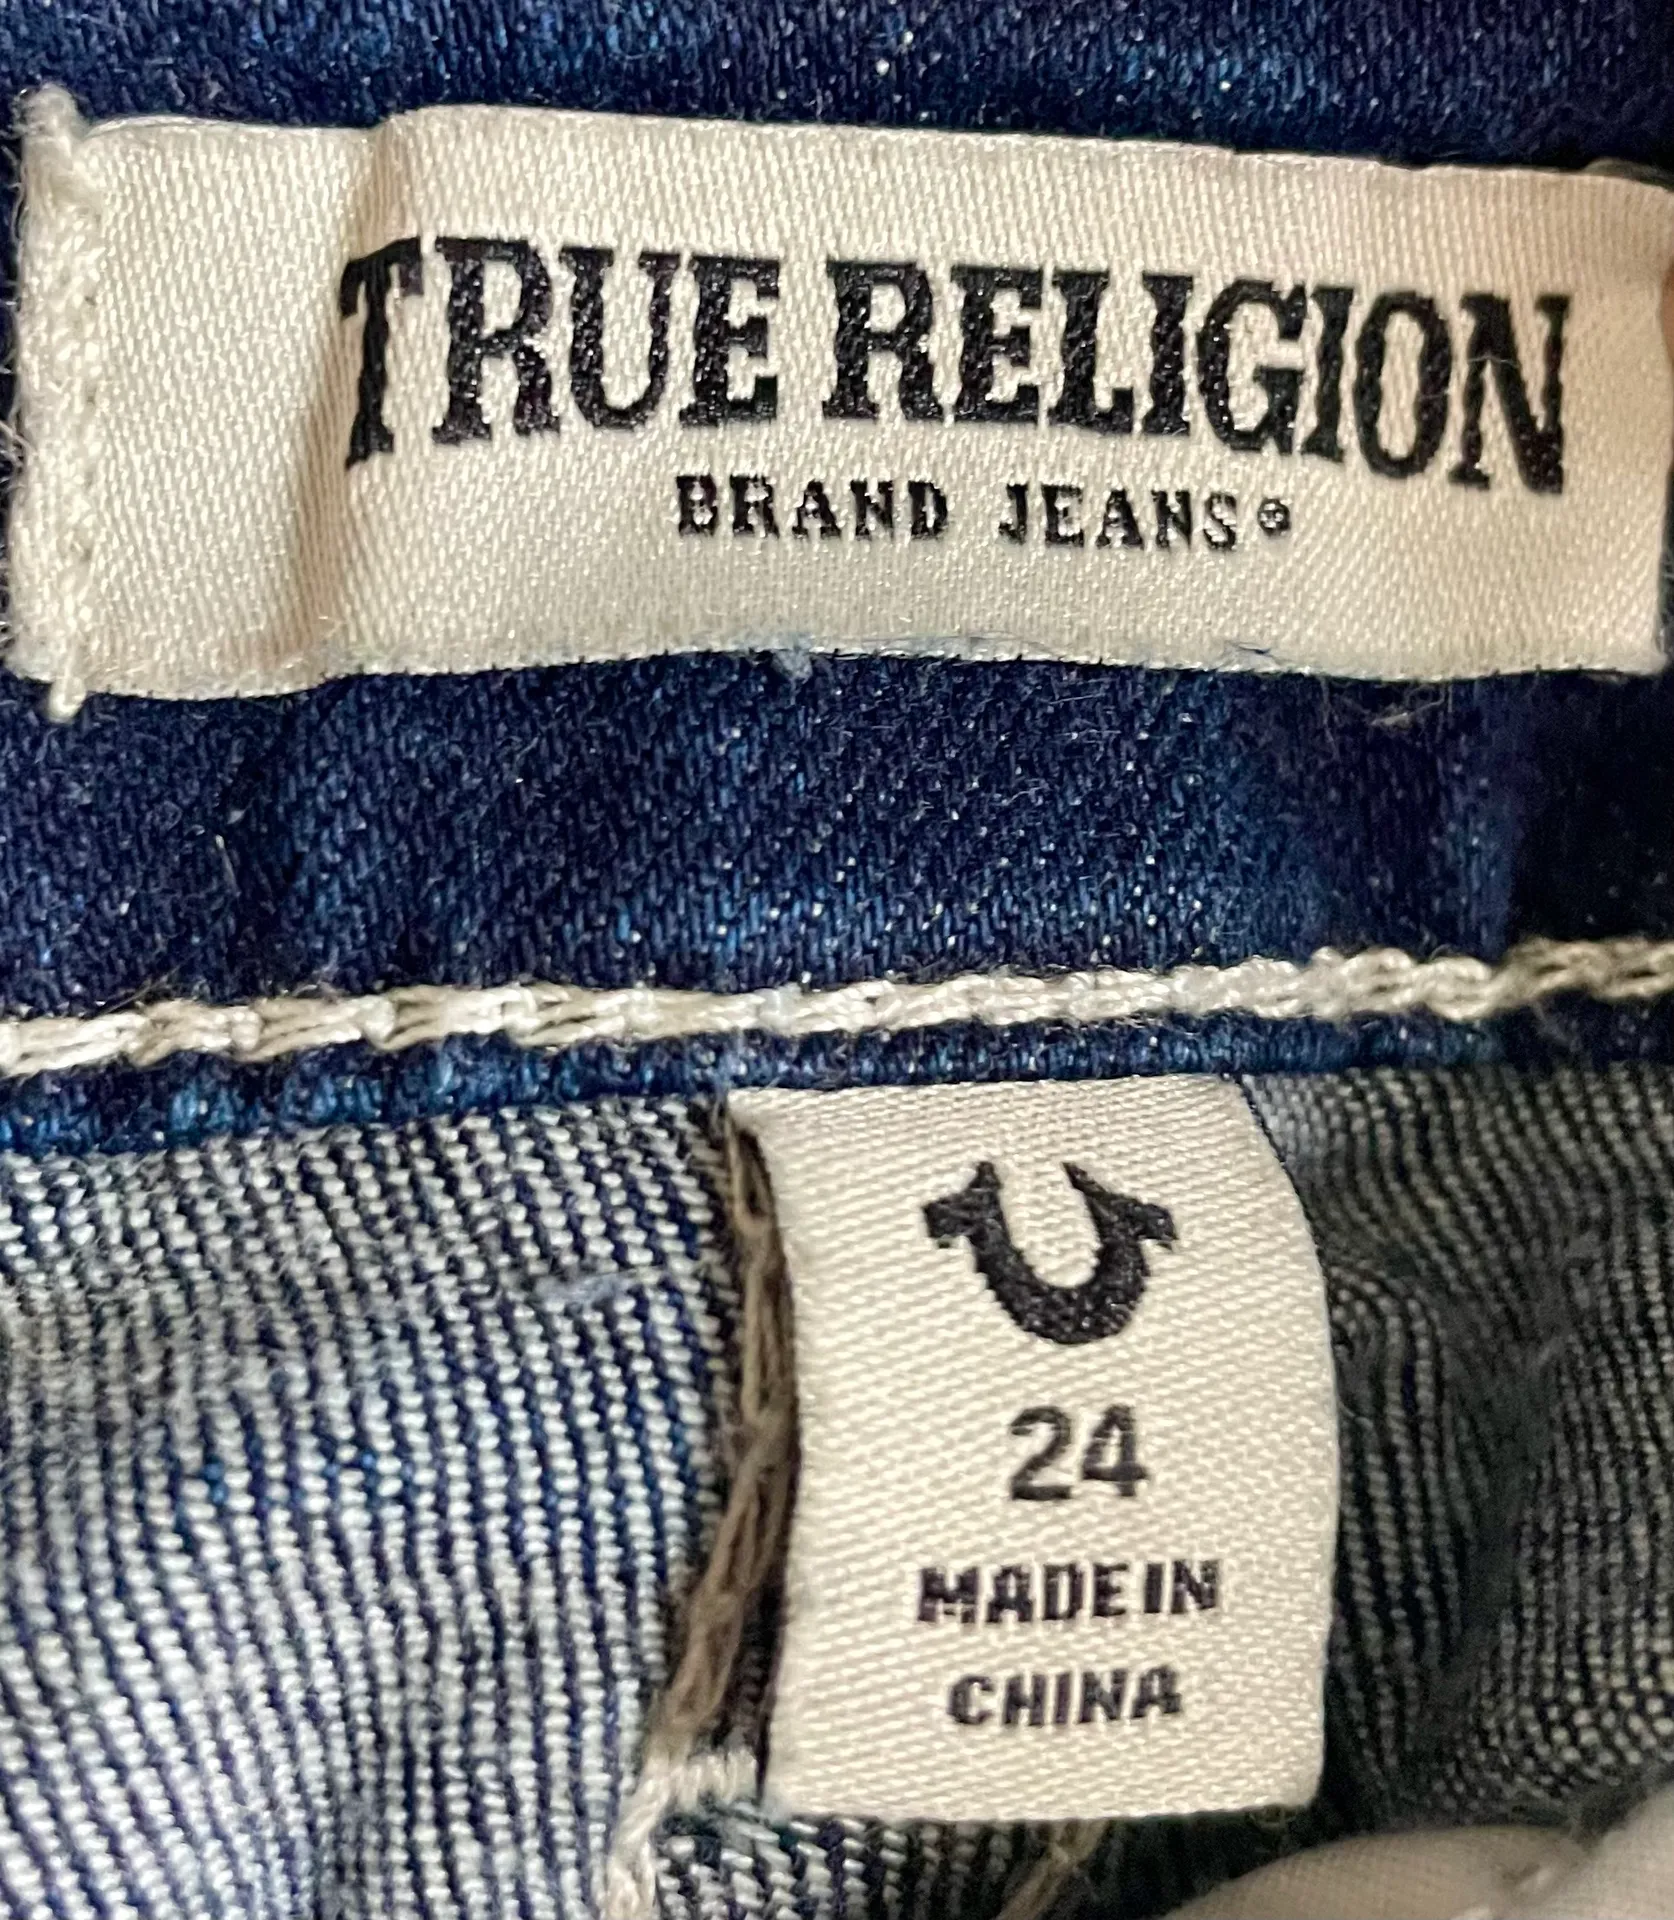 TRUE RELIGION
BRAND JEANS®
24
MADE IN
CHINA